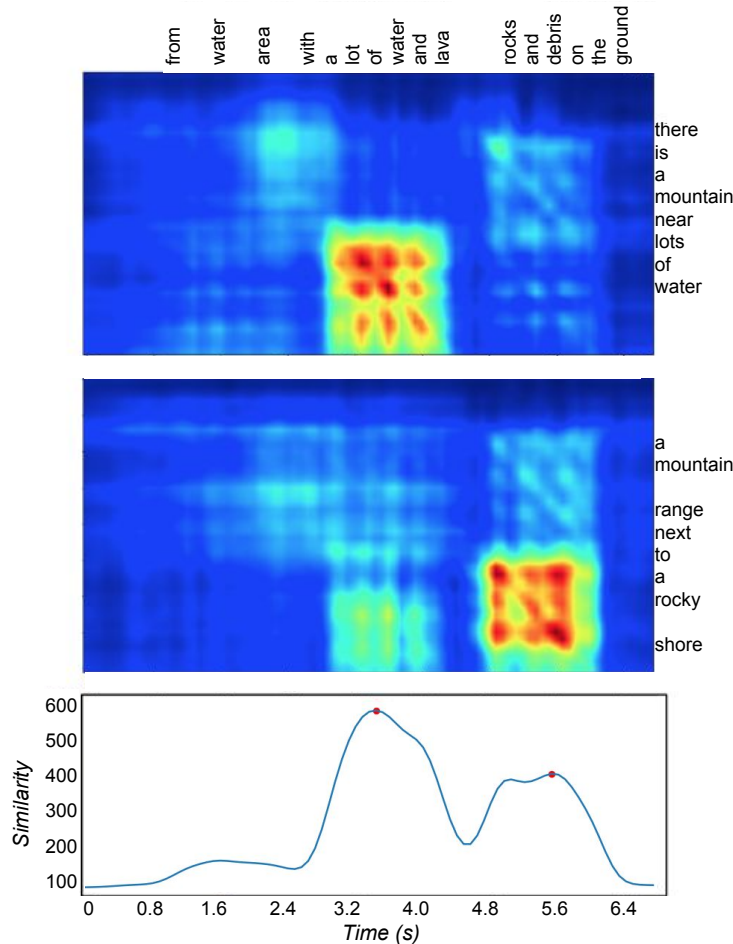 from water area with a lot of water and lava rocks and debris on the ground
there
is
a
mountain
near
lots
of
water
a
mountain
range
next
to
a
rocky
shore
600
500
400
300
200
100
Similarity
0 0.8 1.6 2.4 3.2 4.0 4.8 5.6 6.4
Time (s)